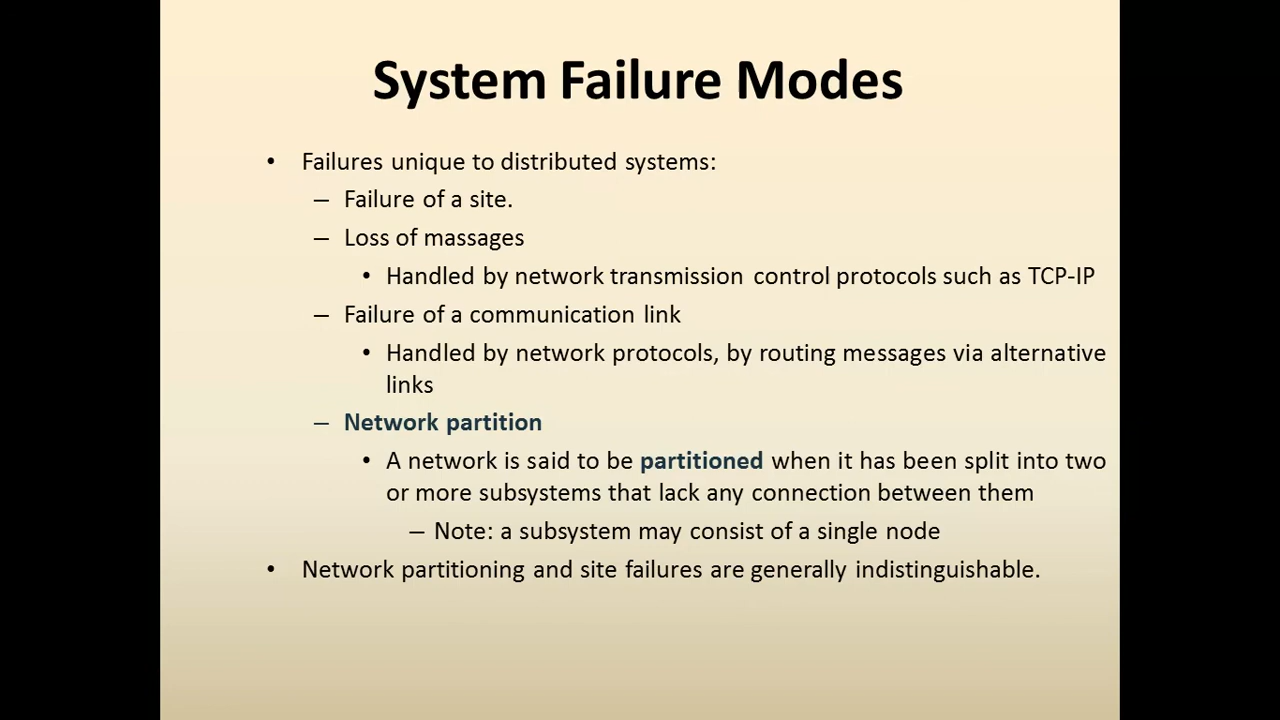 System Failure Modes
• Failures unique to distributed systems:
– Failure of a site.
– Loss of massages
• Handled by network transmission control protocols such as TCP-IP
– Failure of a communication link
• Handled by network protocols, by routing messages via alternative
links
– Network partition
• A network is said to be partitioned when it has been split into two
or more subsystems that lack any connection between them
– Note: a subsystem may consist of a single node
• Network partitioning and site failures are generally indistinguishable.